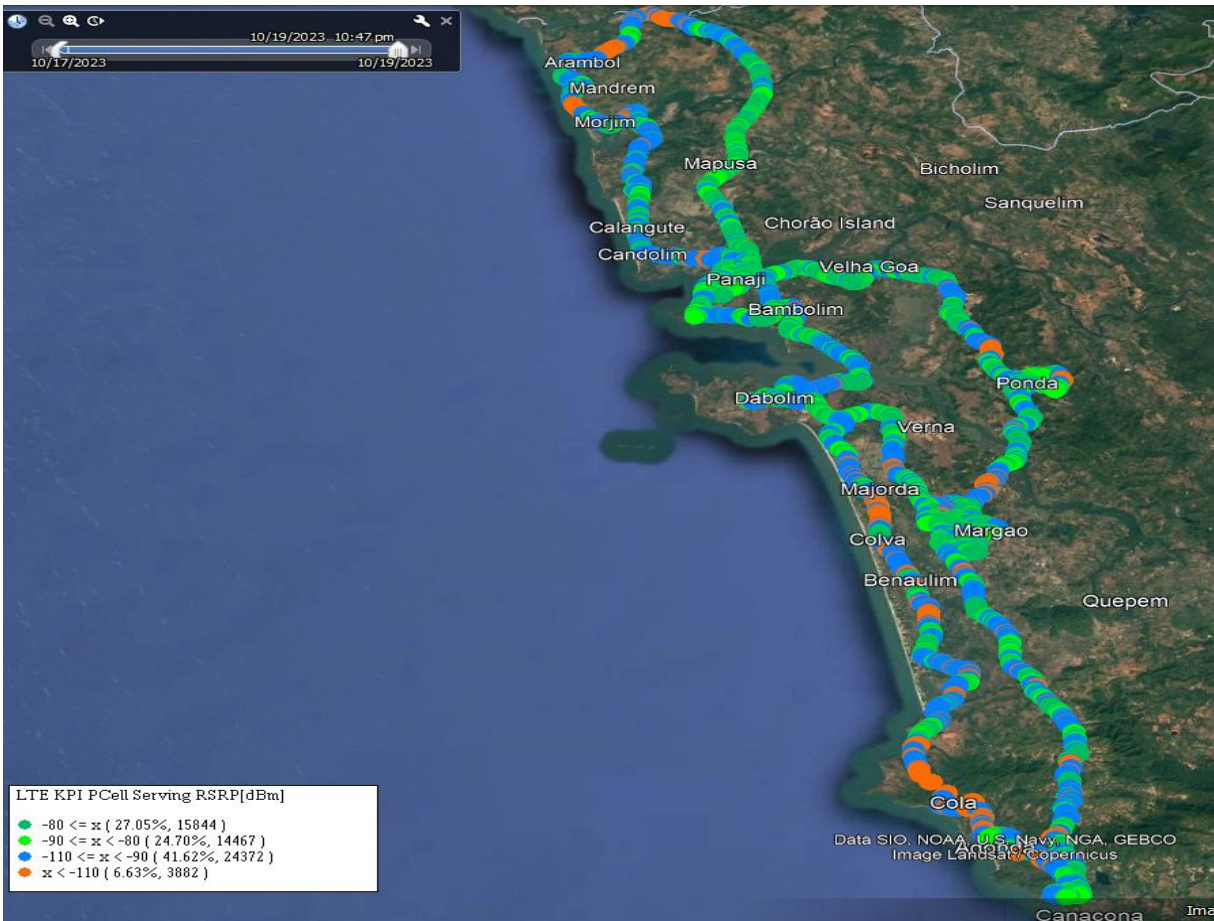 10/19/2023 10:47 pm
10/17/2023
10/19/2023
Arambol
Mandrem
Morjim
Mapusa
Bicholim
Sanquelim
Calangute
Chorão Island
Candolim
Velha Goa
Panaji
Bambolim
Ponda
Dabolim
Verna
Majorda
Margao
Colva
Benaulim
Quepem
Cola
Agonda
Data SIO, NOAA, U.S. Navy, NGA, GEBCO
Image Landsat / Copernicus
Canacona
Ima
LTE KPI PCell Serving RSRP[dBm]
-80 <= x ( 27.05%, 15844 )
-90 <= x < -80 ( 24.70%, 14467 )
-110 <= x < -90 ( 41.62%, 24372 )
x < -110 ( 6.63%, 3882 )